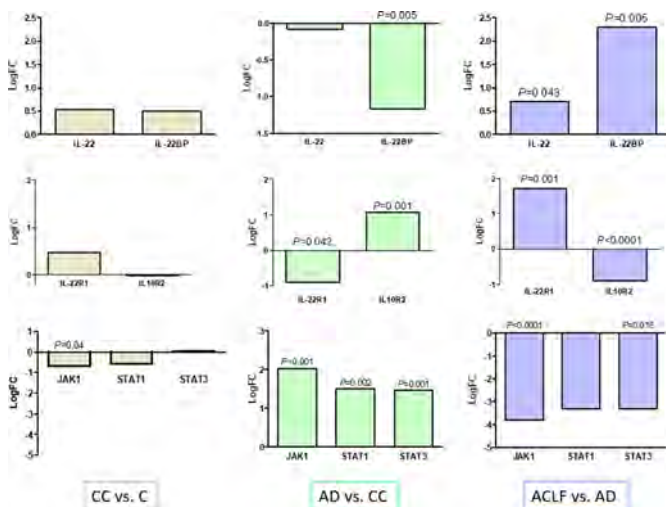 LogFC
2.5
2.0
1.5
1.0
0.5
0.0
IL-22
IL-22BP
LogFC
0.0
0.5
1.0
1.5
P=0.005
IL-22
IL-22BP
LogFC
2.5
2.0
1.5
1.0
0.5
0.0
P=0 043
P=0.005
IL-22
IL-22BP
LogFC
1
0
IL-22R1
IL10R2
LogFC
2
1
0
-1
P=0.042
P=0.001
IL-22R1
IL10R2
LogFC
2
1
0
-1
P=0 001
P<0.0001
IL-22R1
IL10R2
LogFC
1
0
-1
-2
-3
-4
-5
P=0.04
JAK1
STAT1
STAT3
LogFC
3
2
1
0
P=0.001
P=0.002
P=0.001
JAK1
STAT1
STAT3
LogFC
0
-1
-2
-3
-4
-5
P=0.0001
P=0.016
JAK1
STAT1
STAT3
CC vs. C
AD vs. CC
ACLF vs. AD